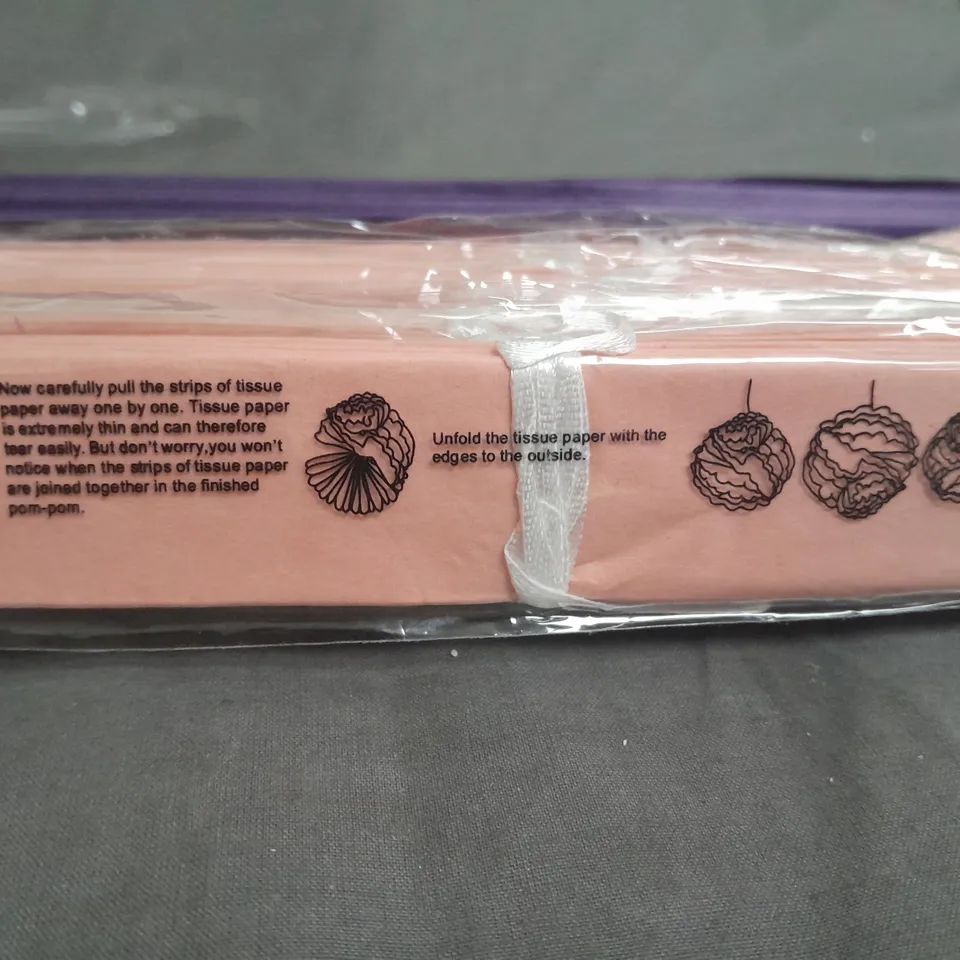 Now carefully pull the strips of tissue
paper away one by one. Tissue paper
is extremely thin and can therefore
tear easily. But don't worry,you won't
notice when the strips of tissue paper
are joined together in the finished
pom-pom.
Unfold the tissue paper with the
edges to the outside.